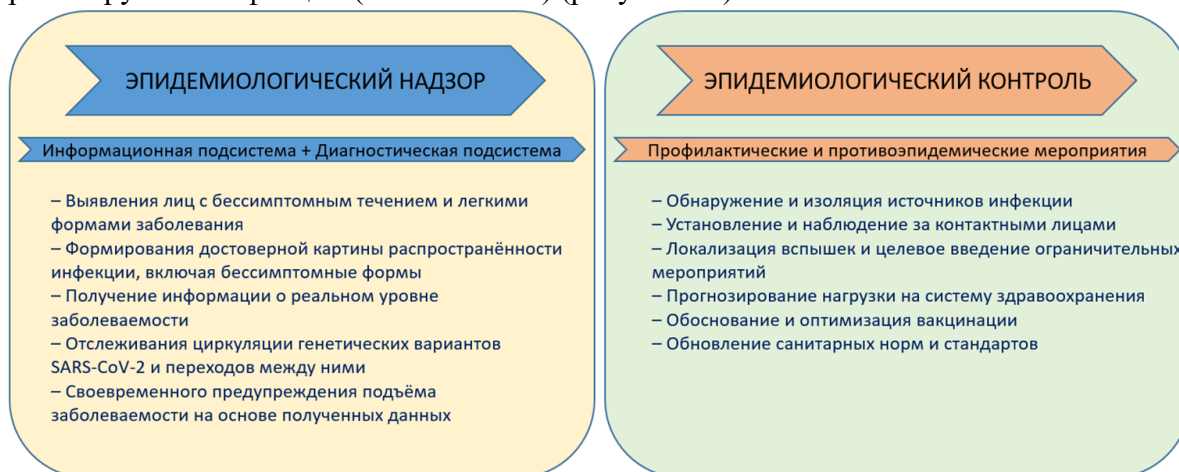 ЭПИДЕМИОЛОГИЧЕСКИЙ НАДЗОР
Информационная подсистема + Диагностическая подсистема
– Выявления лиц с бессимптомным течением и легкими
формами заболевания
– Формирования достоверной картины распространённости
инфекции, включая бессимптомные формы
– Получение информации о реальном уровне
заболеваемости
– Отслеживания циркуляции генетических вариантов
SARS-CoV-2 и переходов между ними
– Своевременного предупреждения подъёма
заболеваемости на основе полученных данных
ЭПИДЕМИОЛОГИЧЕСКИЙ КОНТРОЛЬ
Профилактические и противоэпидемические мероприятия
– Обнаружение и изоляция источников инфекции
– Установление и наблюдение за контактными лицами
– Локализация вспышек и целевое введение ограничительных
мероприятий
– Прогнозирование нагрузки на систему здравоохранения
– Обоснование и оптимизация вакцинации
– Обновление санитарных норм и стандартов